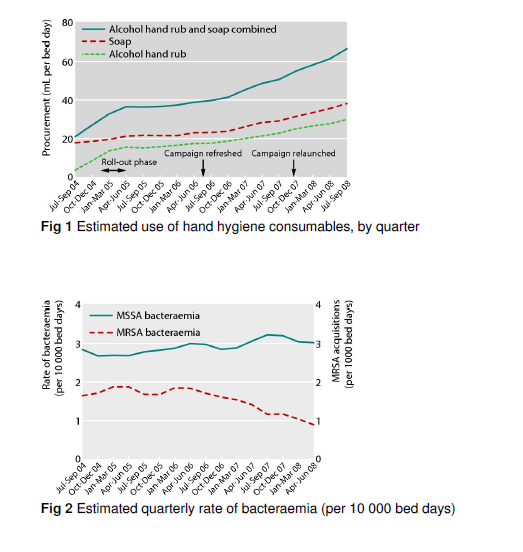 80
60
40
20
0
Procurement (mL per bed day)
Alcohol hand rub and soap combined
Soap
Alcohol hand rub
Roll-out phase
Campaign refreshed
Campaign relaunched
Jul-Sep 04
Oct-Dec 04
Jan-Mar 05
Apr-Jun 05
Jul-Sep 05
Oct-Dec 05
Jan-Mar 06
Apr-Jun 06
Jul-Sep 06
Oct-Dec 06
Jan-Mar 07
Apr-Jun 07
Jul-Sep 07
Oct-Dec 07
Jan-Mar 08
Apr-Jun 08
Jul-Sep 08
Fig 1 Estimated use of hand hygiene consumables, by quarter
4
3
2
1
0
Rate of bacteraemia
(per 10 000 bed days)
MSSA bacteraemia
MRSA bacteraemia
4
3
2
1
0
MRSA acquisitions
(per 1000 bed days)
Jul-Sep 04
Oct-Dec 04
Jan-Mar 05
Apr-Jun 05
Jul-Sep 05
Oct-Dec 05
Jan-Mar 06
Apr-Jun 06
Jul-Sep 06
Oct-Dec 06
Jan-Mar 07
Apr-Jun 07
Jul-Sep 07
Oct-Dec 07
Jan-Mar 08
Apr-Jun 08
Fig 2 Estimated quarterly rate of bacteraemia (per 10 000 bed days)